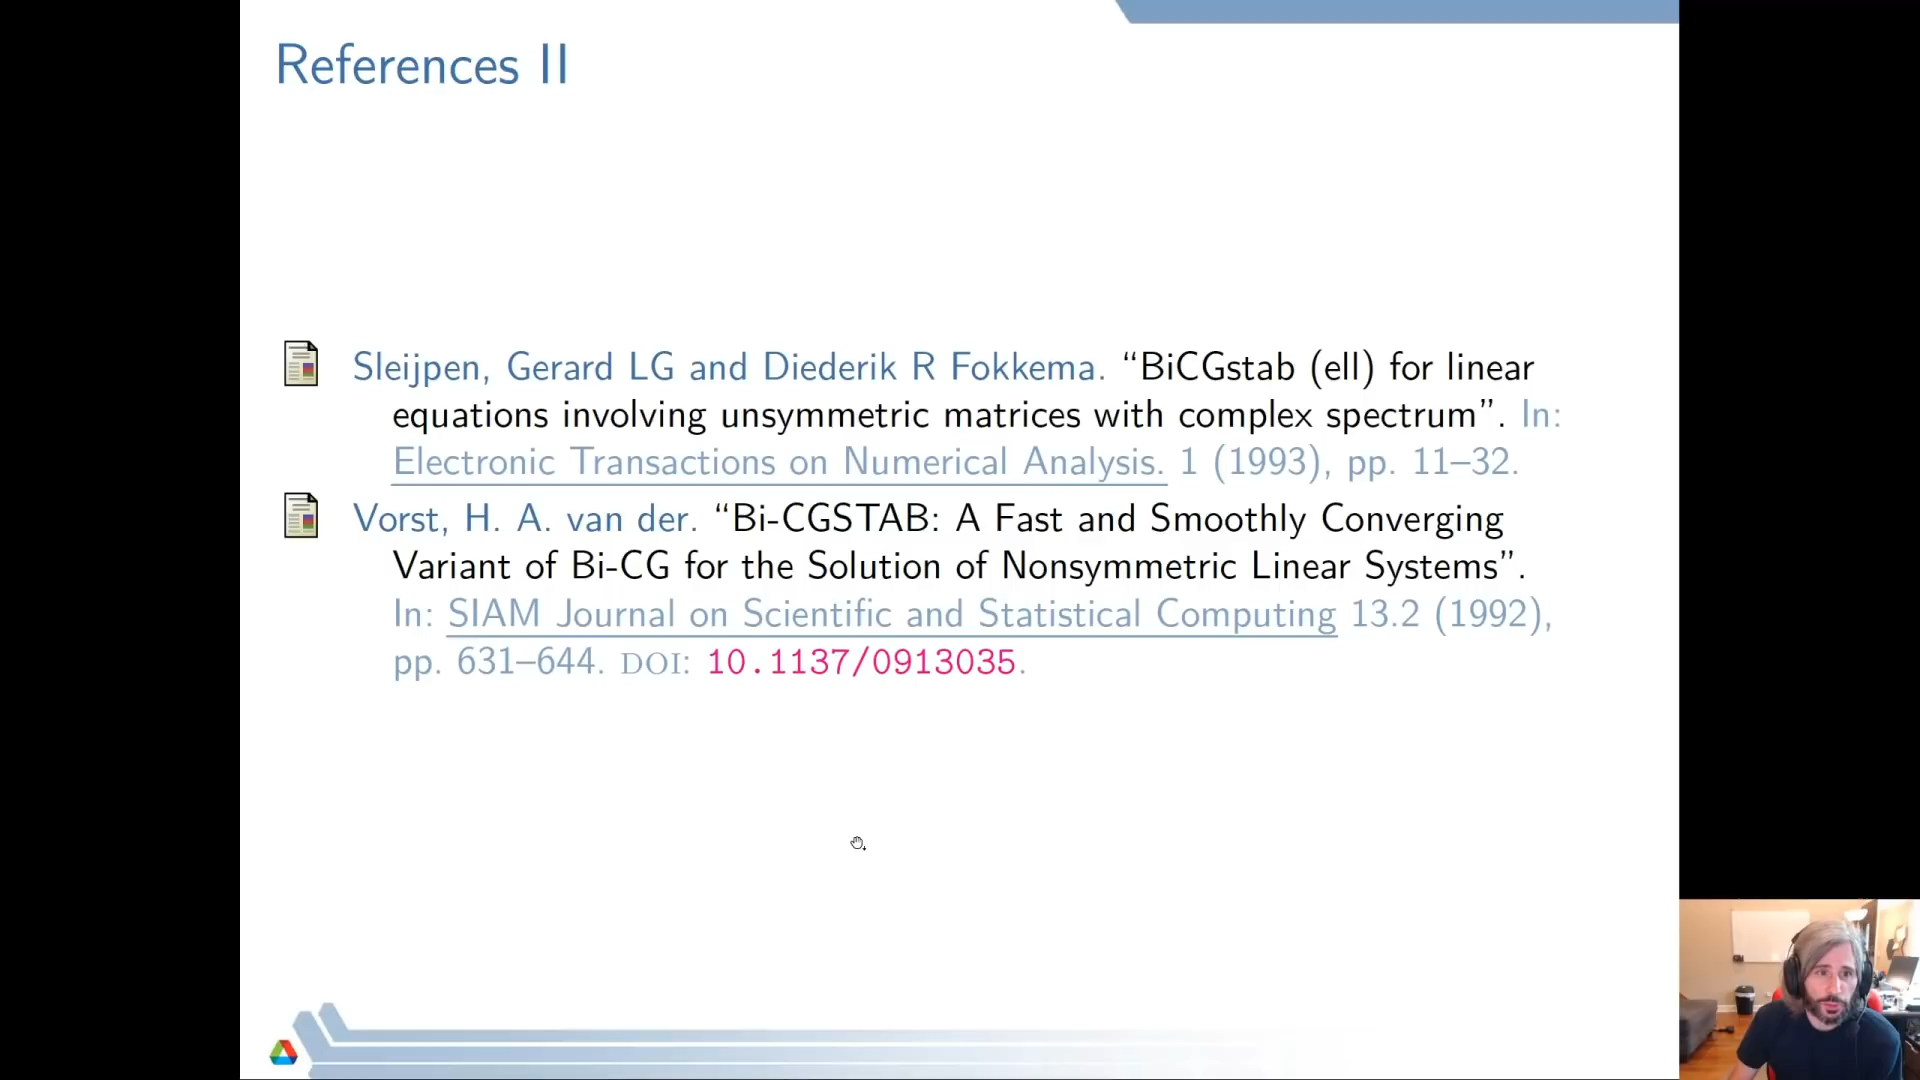 References II
Sleijpen, Gerard LG and Diederik R Fokkema. “BiCGstab (ell) for linear
equations involving unsymmetric matrices with complex spectrum”. In:
Electronic Transactions on Numerical Analysis. 1 (1993), pp. 11–32.
Vorst, H. A. van der. “Bi-CGSTAB: A Fast and Smoothly Converging
Variant of Bi-CG for the Solution of Nonsymmetric Linear Systems”.
In: SIAM Journal on Scientific and Statistical Computing 13.2 (1992),
pp. 631–644. DOI: 10.1137/0913035.